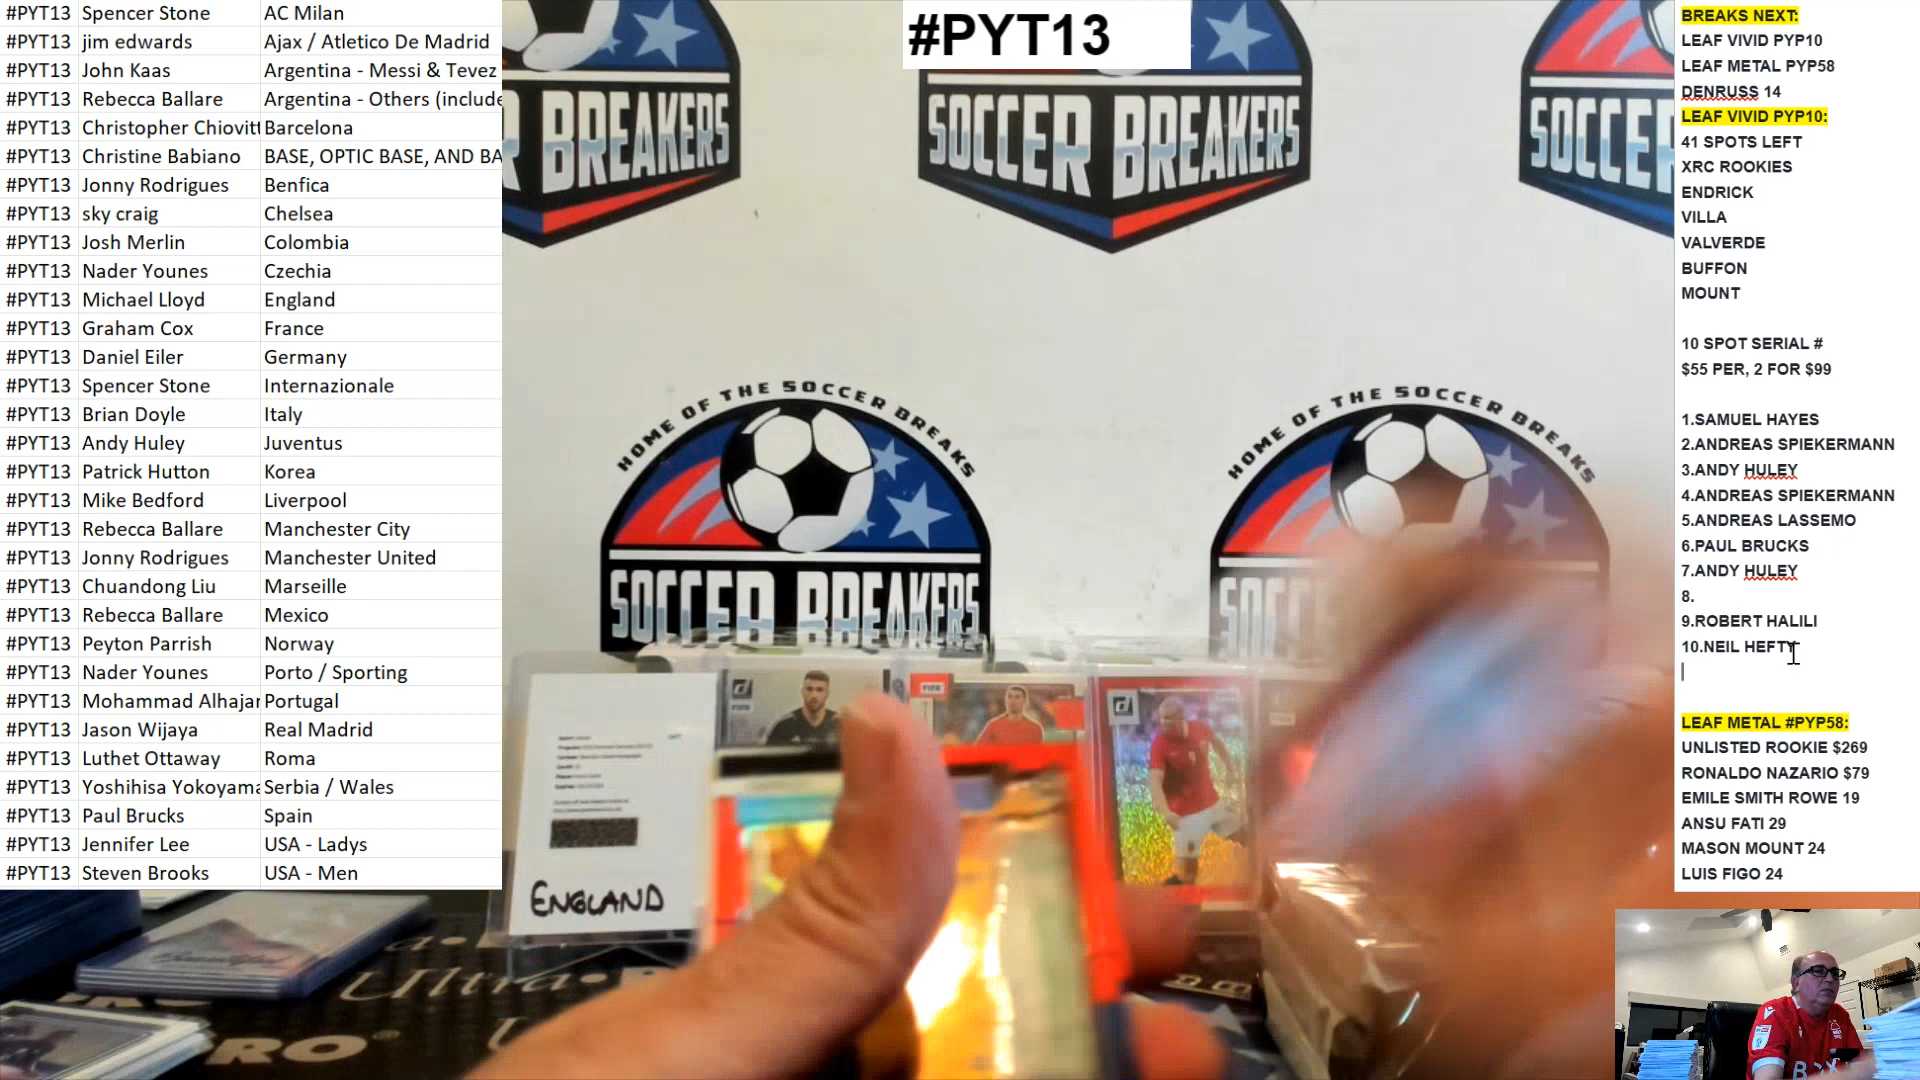 #PYT13 Spencer Stone AC Milan
#PYT13 jim edwards Ajax / Atletico De Madrid
#PYT13 John Kaas Argentina - Messi & Tevez
#PYT13 Rebecca Ballare Argentina - Others (include
#PYT13 Christopher Chiovitt Barcelona
#PYT13 Christine Babiano BASE, OPTIC BASE, AND BA
#PYT13 Jonny Rodrigues Benfica
#PYT13 sky craig Chelsea
#PYT13 Josh Merlin Colombia
#PYT13 Nader Younes Czechia
#PYT13 Michael Lloyd England
#PYT13 Graham Cox France
#PYT13 Daniel Eiler Germany
#PYT13 Spencer Stone Internazionale
#PYT13 Brian Doyle Italy
#PYT13 Andy Huley Juventus
#PYT13 Patrick Hutton Korea
#PYT13 Mike Bedford Liverpool
#PYT13 Rebecca Ballare Manchester City
#PYT13 Jonny Rodrigues Manchester United
#PYT13 Chuandong Liu Marseille
#PYT13 Rebecca Ballare Mexico
#PYT13 Peyton Parrish Norway
#PYT13 Nader Younes Porto / Sporting
#PYT13 Mohammad Alhajar Portugal
#PYT13 Jason Wijaya Real Madrid
#PYT13 Luthet Ottaway Roma
#PYT13 Yoshihisa Yokoyama Serbia / Wales
#PYT13 Paul Brucks Spain
#PYT13 Jennifer Lee USA - Ladys
#PYT13 Steven Brooks USA - Men
#PYT13
R BREAKERS
SOCCER BREAKERS
SOCCER
HOME OF THE SOCCER BREAKS
SOCCER BREAKERS
HOME OF THE SOCCER BREAKS
SOCCER
FIFA
FIFA
ENGLAND
Ultra
PRO
BREAKS NEXT:
LEAF VIVID PYP10
LEAF METAL PYP58
DENRUSS 14
LEAF VIVID PYP10:
41 SPOTS LEFT
XRC ROOKIES
ENDRICK
VILLA
VALVERDE
BUFFON
MOUNT
10 SPOT SERIAL #
$55 PER, 2 FOR $99
1.SAMUEL HAYES
2.ANDREAS SPIEKERMANN
3.ANDY HULEY
4.ANDREAS SPIEKERMANN
5.ANDREAS LASSEMO
6.PAUL BRUCKS
7.ANDY HULEY
8.
9.ROBERT HALILI
10.NEIL HEFTY
LEAF METAL #PYP58:
UNLISTED ROOKIE $269
RONALDO NAZARIO $79
EMILE SMITH ROWE 19
ANSU FATI 29
MASON MOUNT 24
LUIS FIGO 24